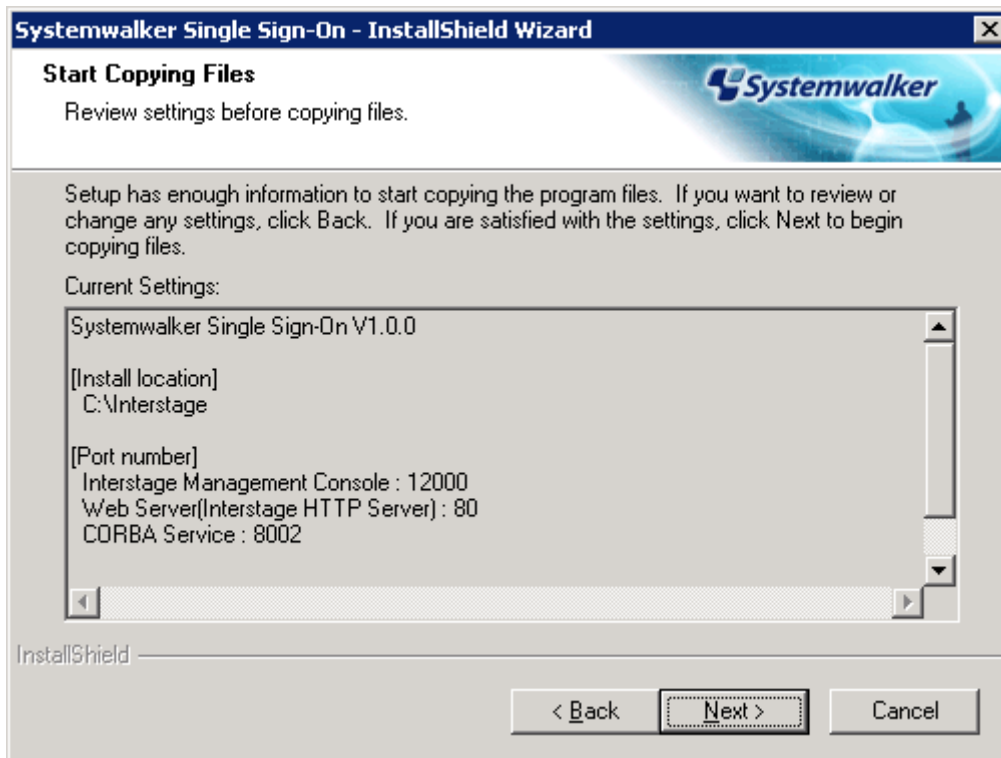 Systemwalker Single Sign-On - InstallShield Wizard
Start Copying Files
Review settings before copying files.
Systemwalker
Setup has enough information to start copying the program files.  If you want to review or
change any settings, click Back.  If you are satisfied with the settings, click Next to begin
copying files.
Current Settings:
Systemwalker Single Sign-On V1.0.0
[Install location]
C:\Interstage
[Port number]
Interstage Management Console : 12000
Web Server(Interstage HTTP Server) : 80
CORBA Service : 8002
InstallShield
< Back
Next >
Cancel